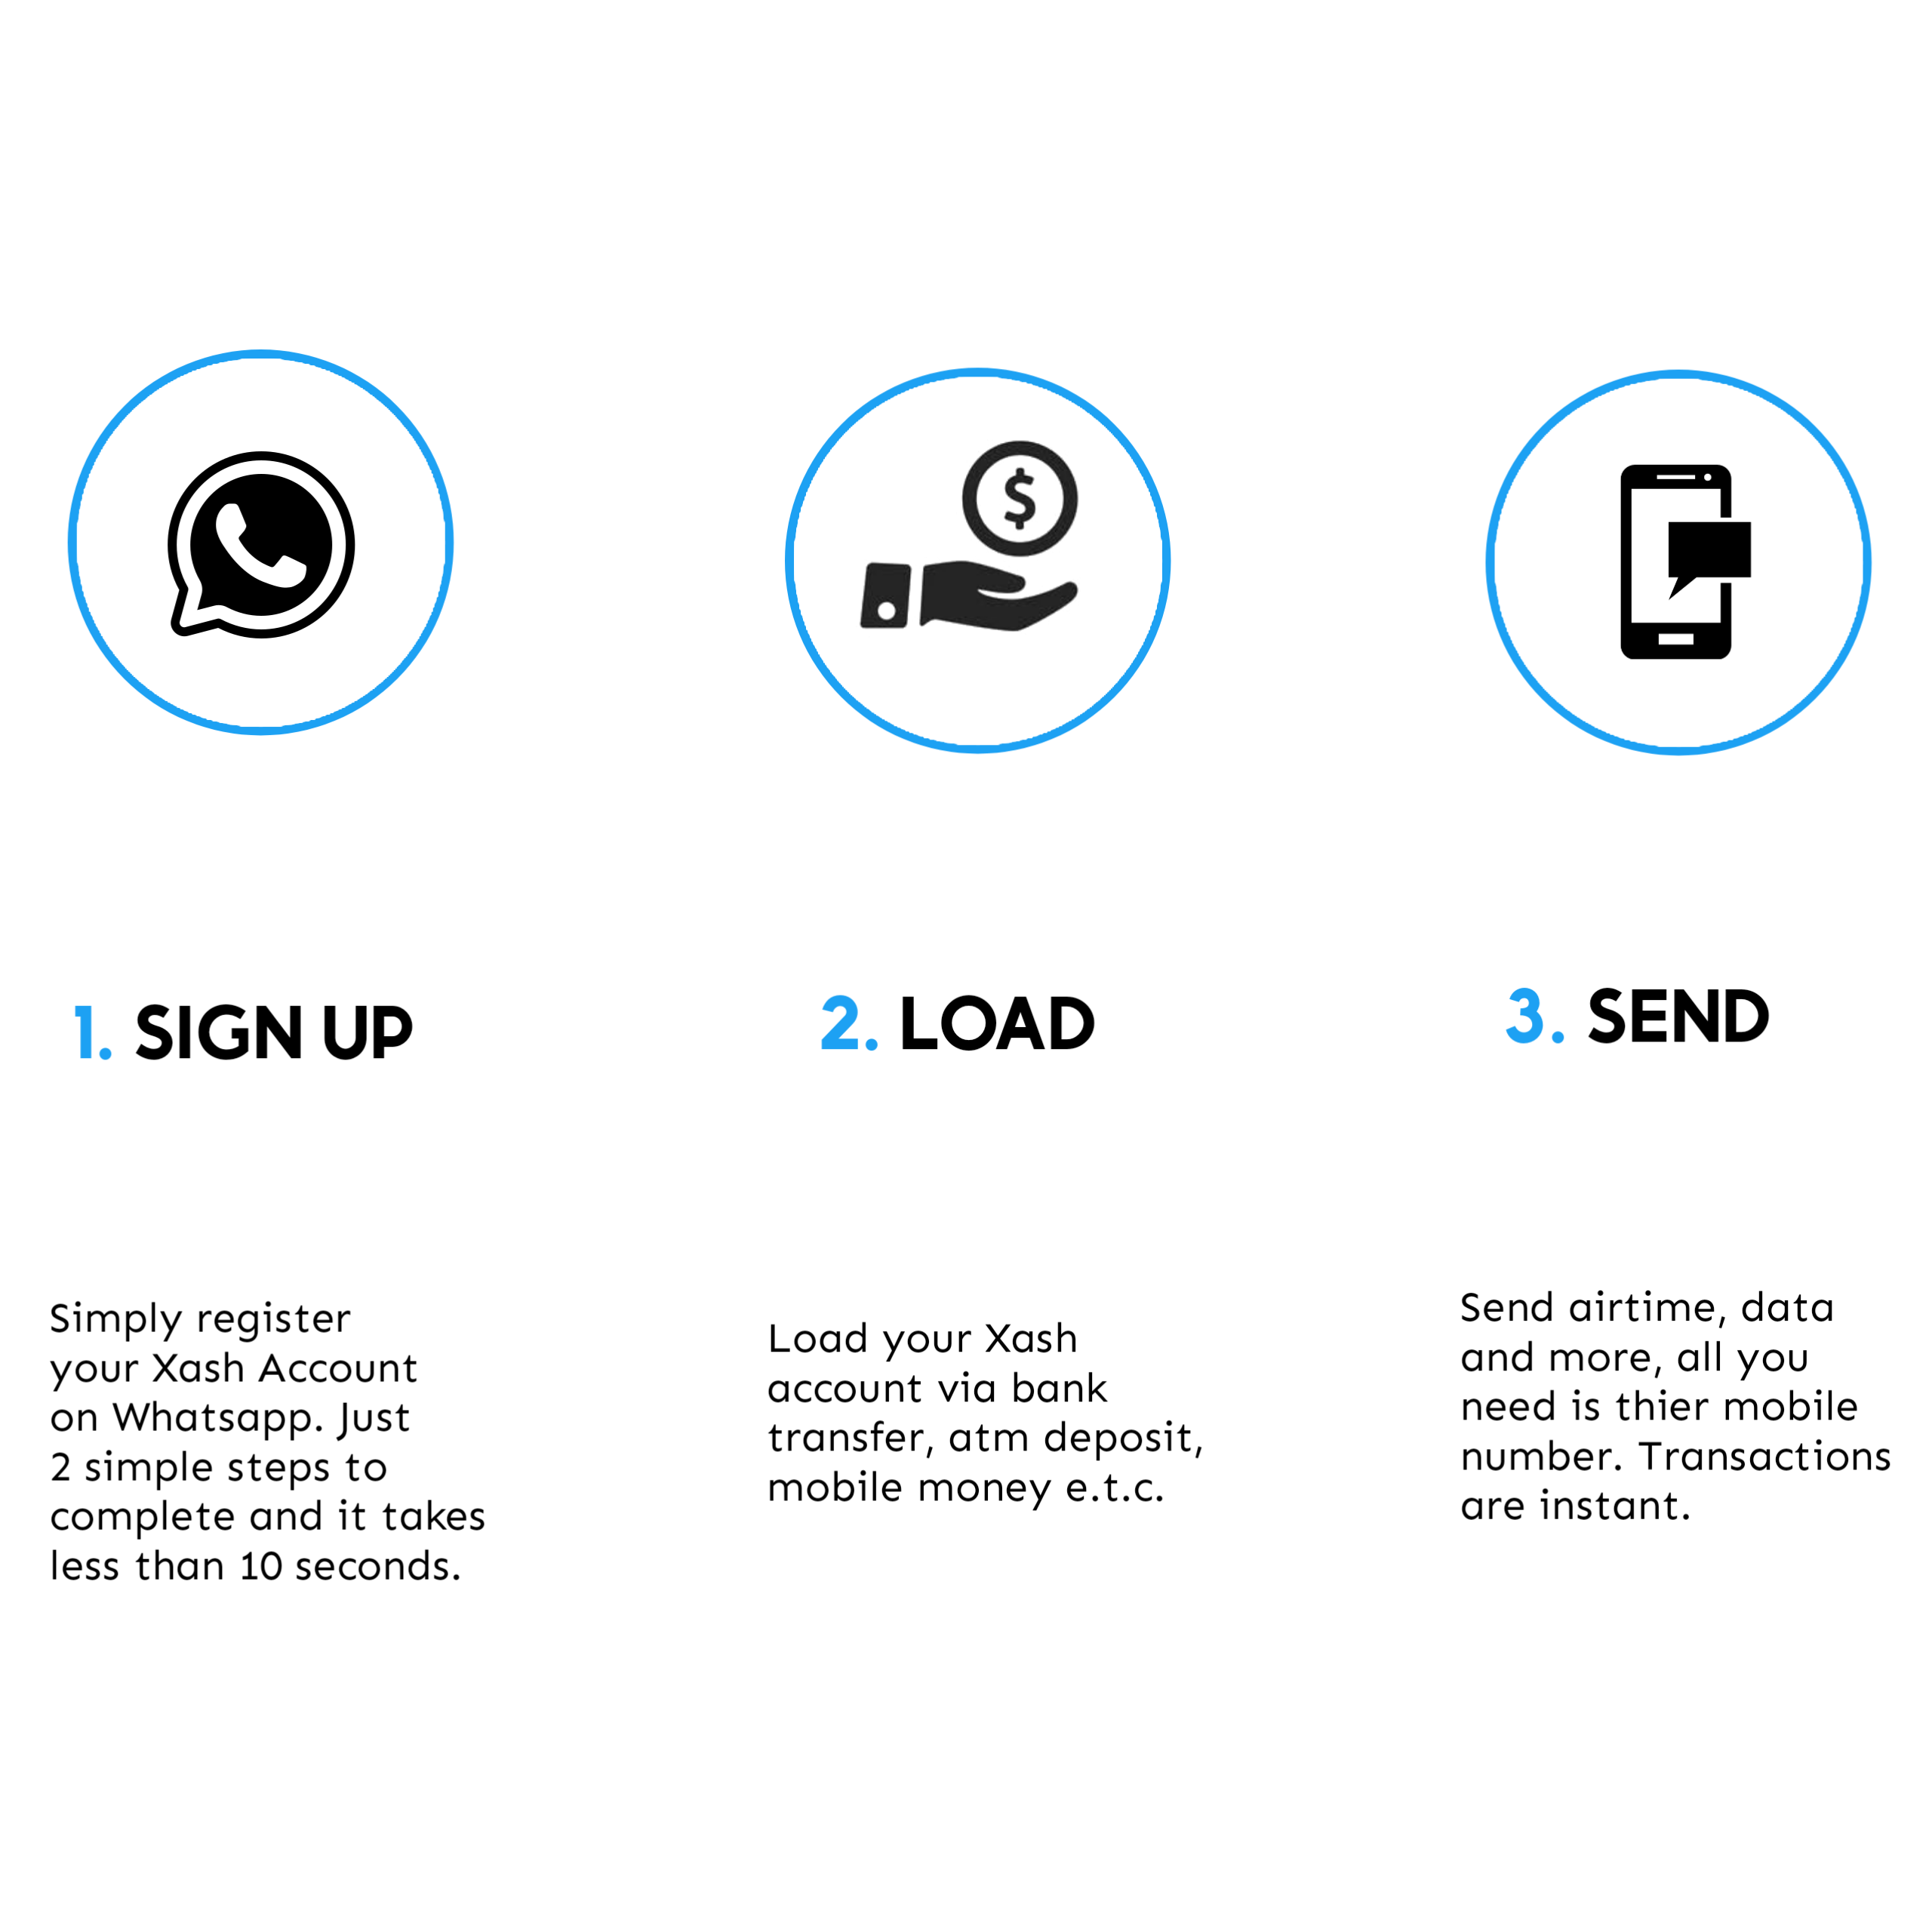 1. SIGN UP
Simply register
your Xash Account
on Whatsapp. Just
2 simple steps to
complete and it takes
less than 10 seconds.
2. LOAD
Load your Xash
account via bank
transfer, atm deposit,
mobile money e.t.c.
3. SEND
Send airtime, data
and more, all you
need is thier mobile
number. Transactions
are instant.